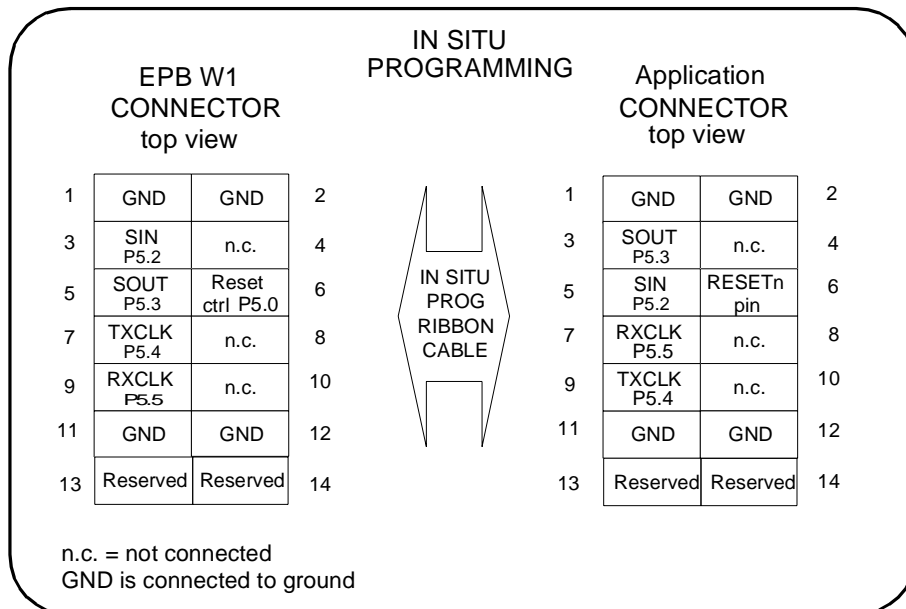 IN SITU
PROGRAMMING
EPB W1
CONNECTOR
top view
1 GND GND 2
3 SIN P5.2 n.c. 4
5 SOUT P5.3 Reset ctrl P5.0 6
7 TXCLK P5.4 n.c. 8
9 RXCLK P5.5 n.c. 10
11 GND GND 12
13 Reserved Reserved 14
IN SITU
PROG
RIBBON
CABLE
Application
CONNECTOR
top view
1 GND GND 2
3 SOUT P5.3 n.c. 4
5 SIN P5.2 RESETn pin 6
7 RXCLK P5.5 n.c. 8
9 TXCLK P5.4 n.c. 10
11 GND GND 12
13 Reserved Reserved 14
n.c. = not connected
GND is connected to ground